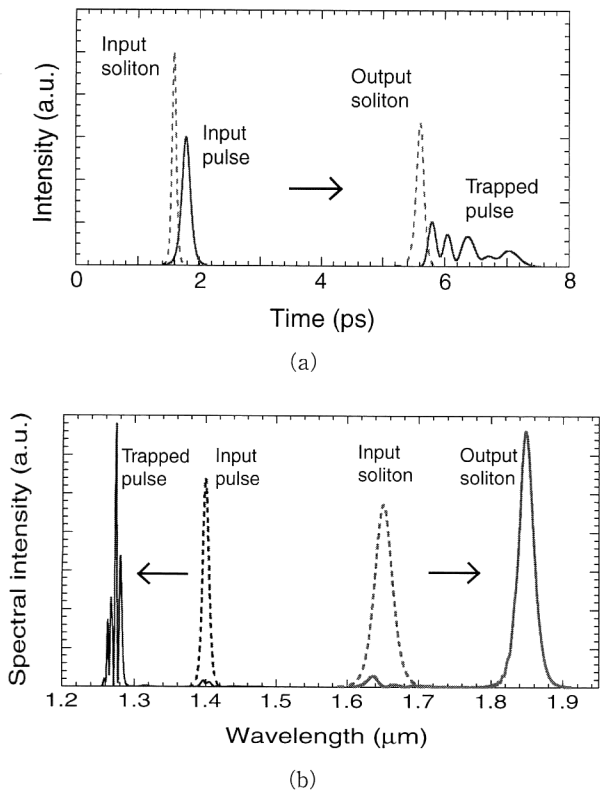 Intensity (a.u.)
Input
soliton
Input
pulse
Output
soliton
Trapped
pulse
0 2 4 6 8
Time (ps)
(a)
Spectral intensity (a.u.)
Trapped
pulse
Input
pulse
Input
soliton
Output
soliton
1.2 1.3 1.4 1.5 1.6 1.7 1.8 1.9
Wavelength (μm)
(b)